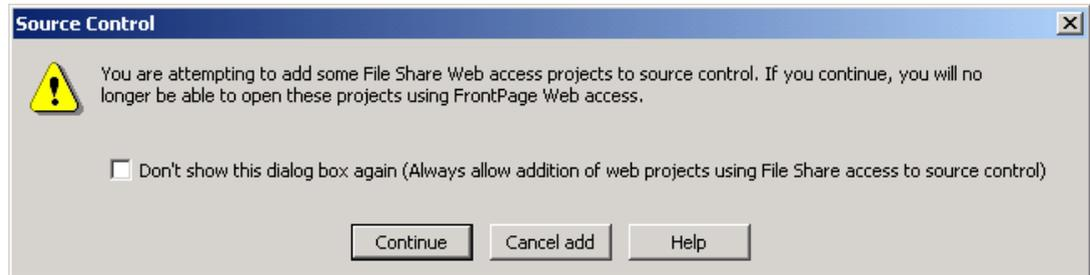 Source Control
You are attempting to add some File Share Web access projects to source control. If you continue, you will no
longer be able to open these projects using FrontPage Web access.
Don't show this dialog box again (Always allow addition of web projects using File Share access to source control)
Continue Cancel add Help